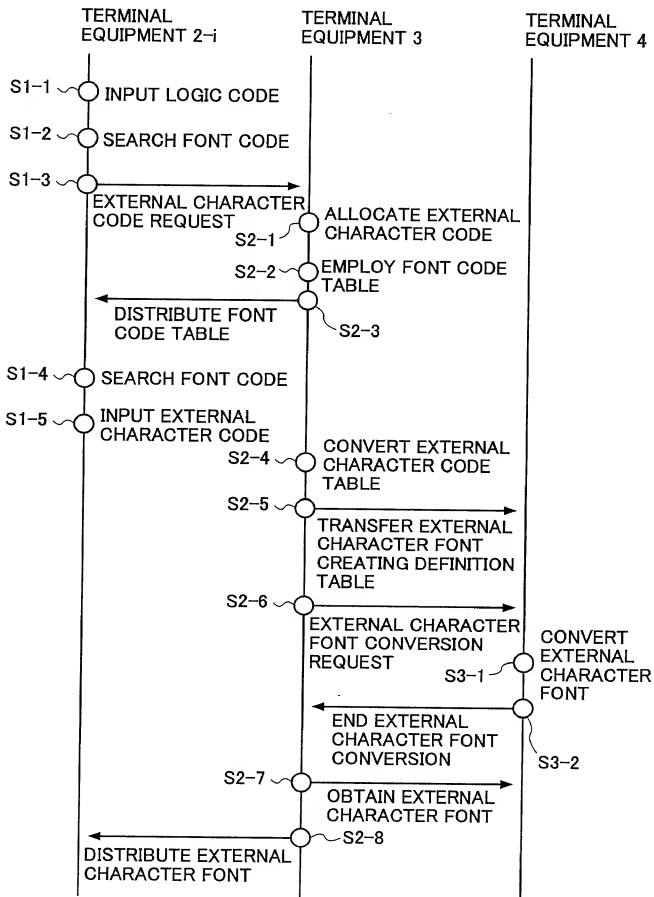 TERMINAL
EQUIPMENT 2-i
TERMINAL
EQUIPMENT 3
TERMINAL
EQUIPMENT 4
S1-1
INPUT LOGIC CODE
S1-2
SEARCH FONT CODE
S1-3
EXTERNAL CHARACTER
CODE REQUEST
S2-1
ALLOCATE EXTERNAL
CHARACTER CODE
S2-2
EMPLOY FONT CODE
TABLE
DISTRIBUTE FONT
CODE TABLE
S2-3
S1-4
SEARCH FONT CODE
S1-5
INPUT EXTERNAL
CHARACTER CODE
S2-4
CONVERT EXTERNAL
CHARACTER CODE
TABLE
S2-5
TRANSFER EXTERNAL
CHARACTER FONT
CREATING DEFINITION
TABLE
S2-6
EXTERNAL CHARACTER
FONT CONVERSION
REQUEST
S3-1
CONVERT
EXTERNAL
CHARACTER
FONT
END EXTERNAL
CHARACTER FONT
CONVERSION
S3-2
S2-7
OBTAIN EXTERNAL
CHARACTER FONT
S2-8
DISTRIBUTE EXTERNAL
CHARACTER FONT